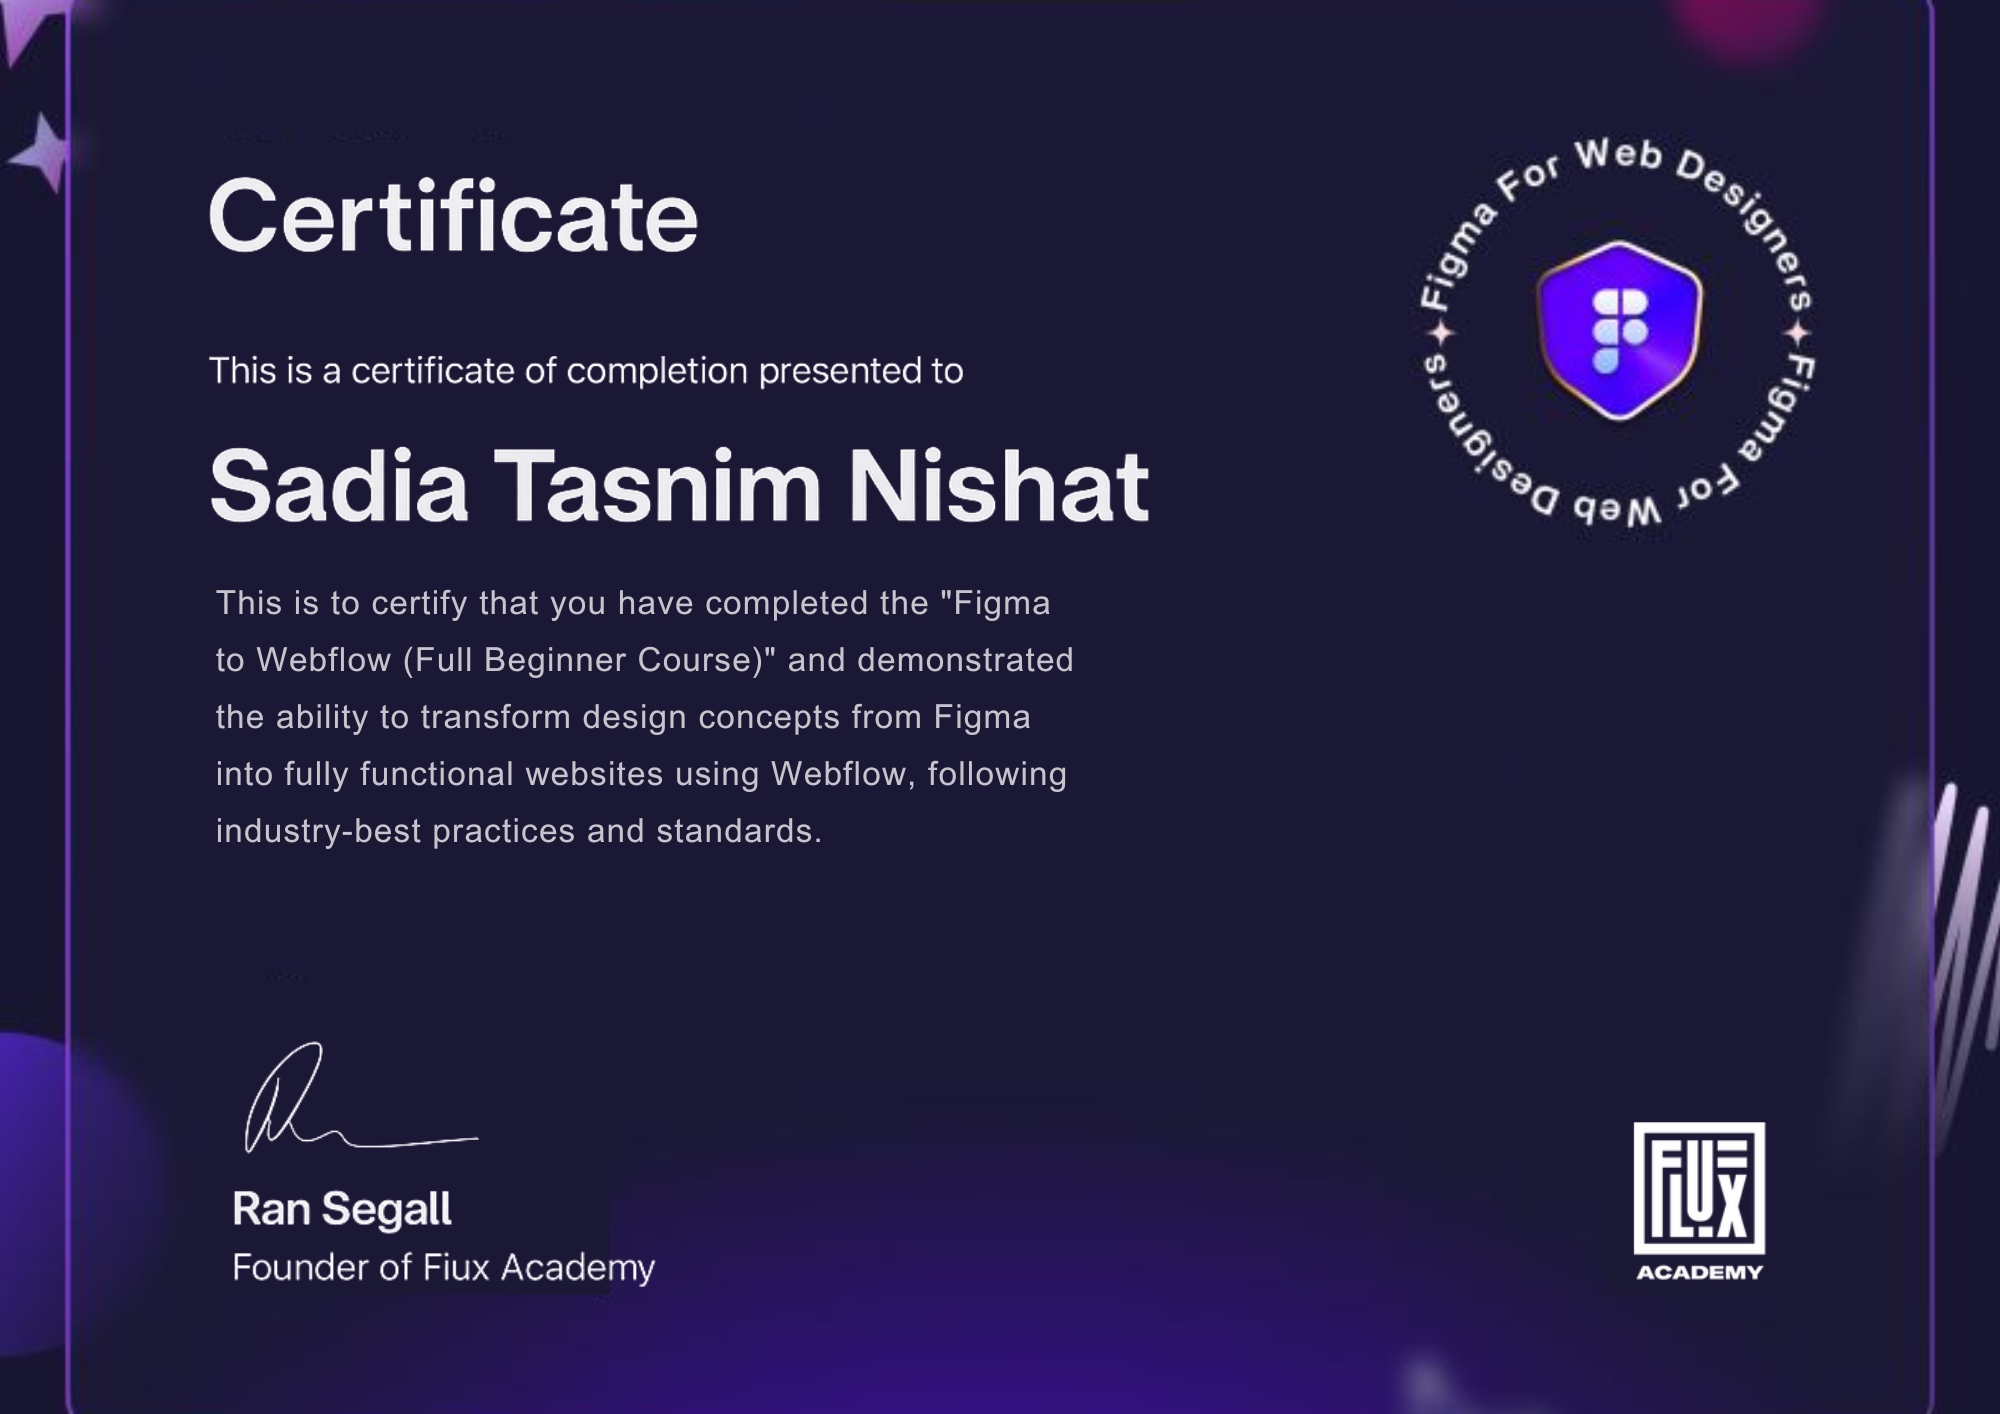 Certificate
Figma For Web Designers
Figma For Web Designers
This is a certificate of completion presented to
Sadia Tasnim Nishat
This is to certify that you have completed the "Figma
to Webflow (Full Beginner Course)" and demonstrated
the ability to transform design concepts from Figma
into fully functional websites using Webflow, following
industry-best practices and standards.
Ran Segall
Founder of Fiux Academy
FLUX
ACADEMY